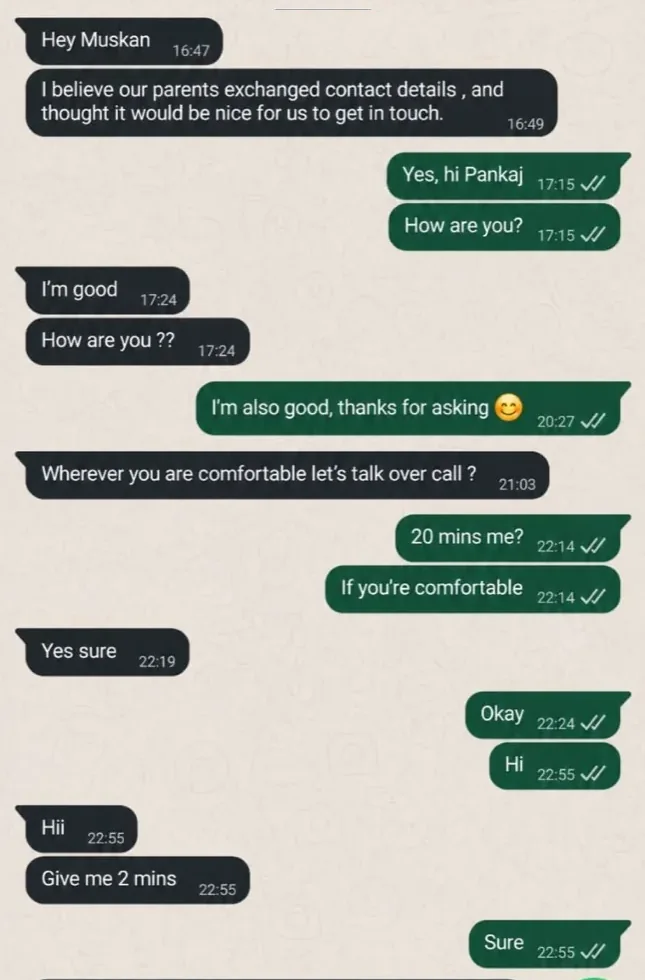 Hey Muskan 16:47
I believe our parents exchanged contact details , and
thought it would be nice for us to get in touch. 16:49
Yes, hi Pankaj 17:15
How are you? 17:15
I'm good 17:24
How are you ?? 17:24
I'm also good, thanks for asking 😊 20:27
Wherever you are comfortable let's talk over call ? 21:03
20 mins me? 22:14
If you're comfortable 22:14
Yes sure 22:19
Okay 22:24
Hi 22:55
Hii 22:55
Give me 2 mins 22:55
Sure 22:55